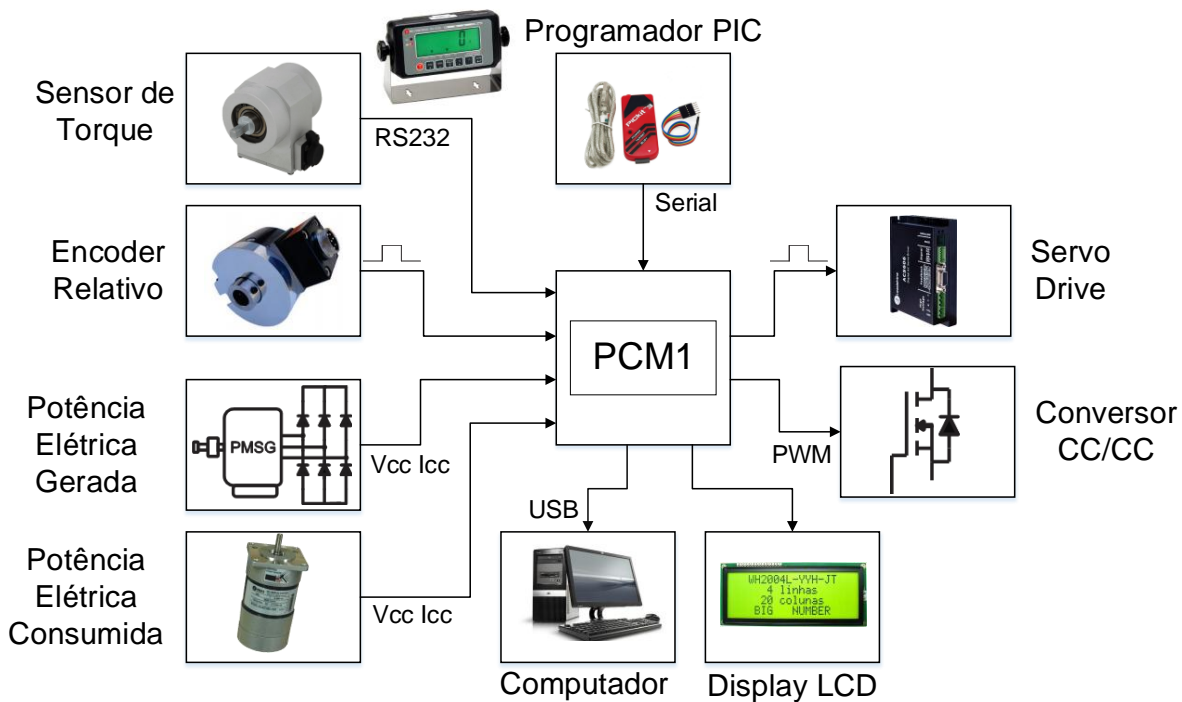 Programador PIC
0.
Sensor de
Torque
RS232
PICkit
Serial
Encoder
Relativo
Servo
Drive
PCM1
Potência
Elétrica
Gerada
PMSG
Vcc Icc
PWM
Conversor
CC/CC
USB
Potência
Elétrica
Consumida
Vcc Icc
WH2004L-YYH-JT
4 linhas
20 colunas
BIG NUMBER
Computador
Display LCD